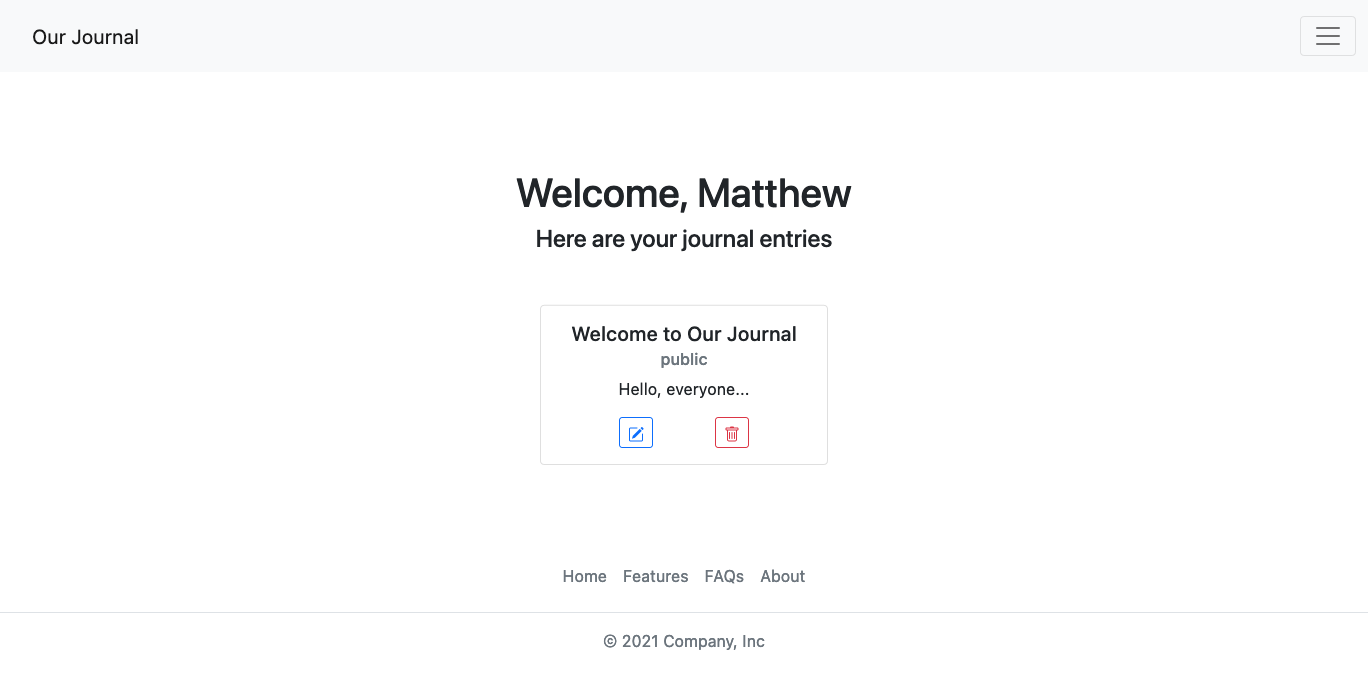 Our Journal
Welcome, Matthew
Here are your journal entries
Welcome to Our Journal
public
Hello, everyone...
Home Features FAQs About
© 2021 Company, Inc